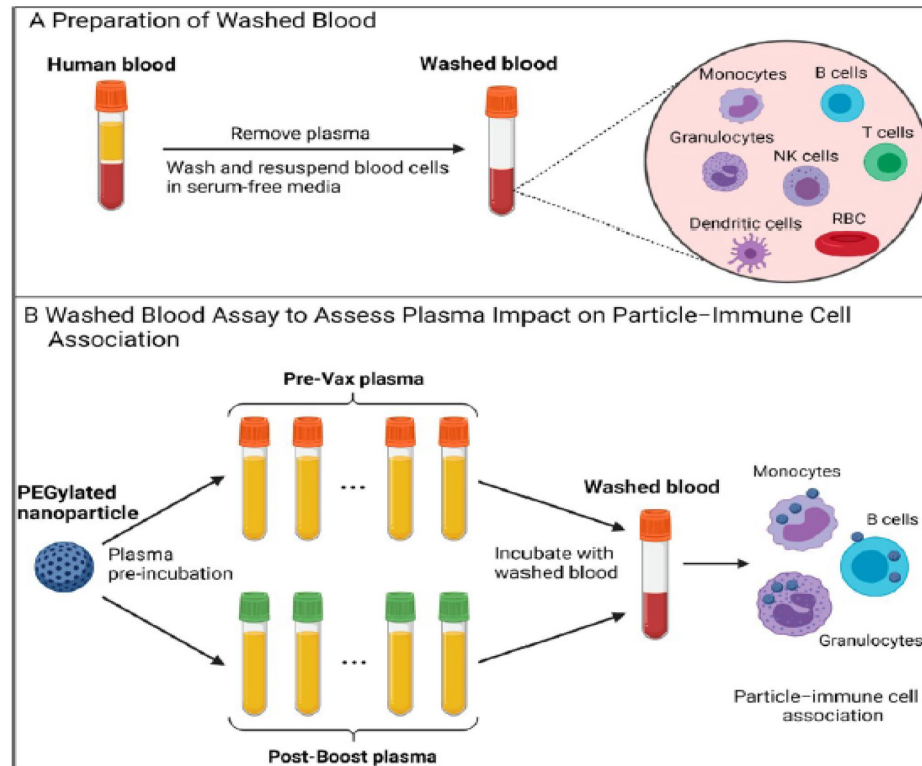 A Preparation of Washed Blood
Human blood
Washed blood
Remove plasma
Wash and resuspend blood cells
in serum-free media
Monocytes
B cells
Granulocytes
T cells
NK cells
Dendritic cells
RBC
B Washed Blood Assay to Assess Plasma Impact on Particle–Immune Cell
Association
Pre-Vax plasma
PEGylated
nanoparticle
Plasma
pre-incubation
...
...
Post-Boost plasma
Washed blood
Incubate with
washed blood
Monocytes
B cells
Granulocytes
Particle–immune cell
association